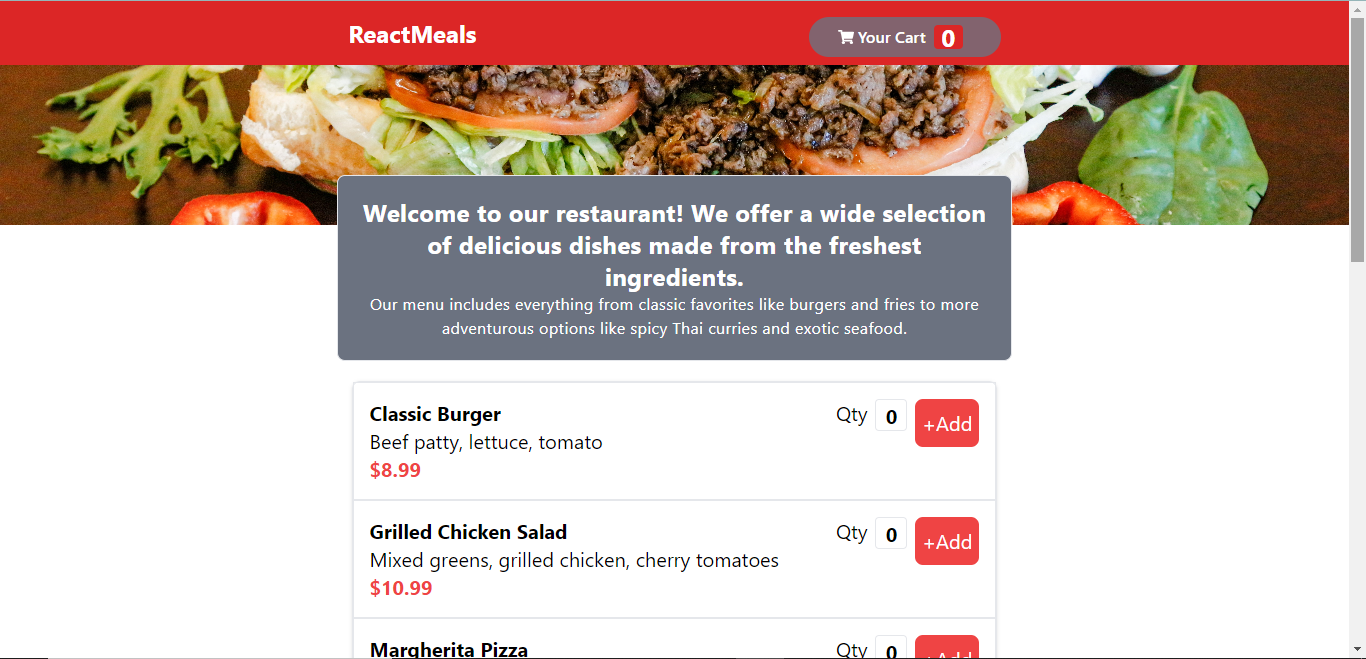 ReactMeals
Your Cart 0
Welcome to our restaurant! We offer a wide selection
of delicious dishes made from the freshest
ingredients.
Our menu includes everything from classic favorites like burgers and fries to more
adventurous options like spicy Thai curries and exotic seafood.
Classic Burger
Qty 0 +Add
Beef patty, lettuce, tomato
$8.99
Grilled Chicken Salad
Qty 0 +Add
Mixed greens, grilled chicken, cherry tomatoes
$10.99
Margherita Pizza
Qty 0 +Add